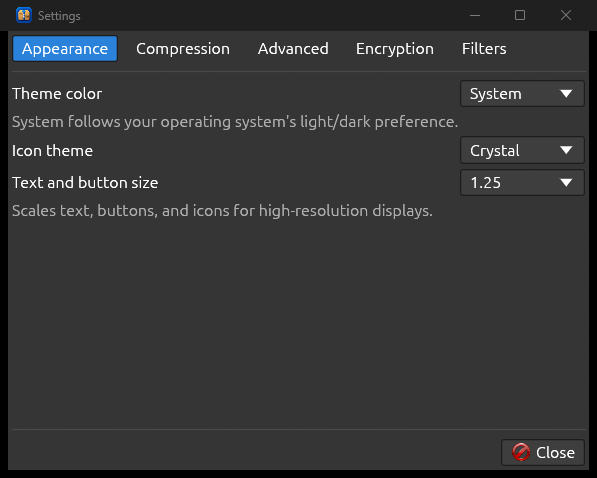 Settings
Appearance Compression Advanced Encryption Filters
Theme color System
System follows your operating system's light/dark preference.
Icon theme Crystal
Text and button size 1.25
Scales text, buttons, and icons for high-resolution displays.
Close